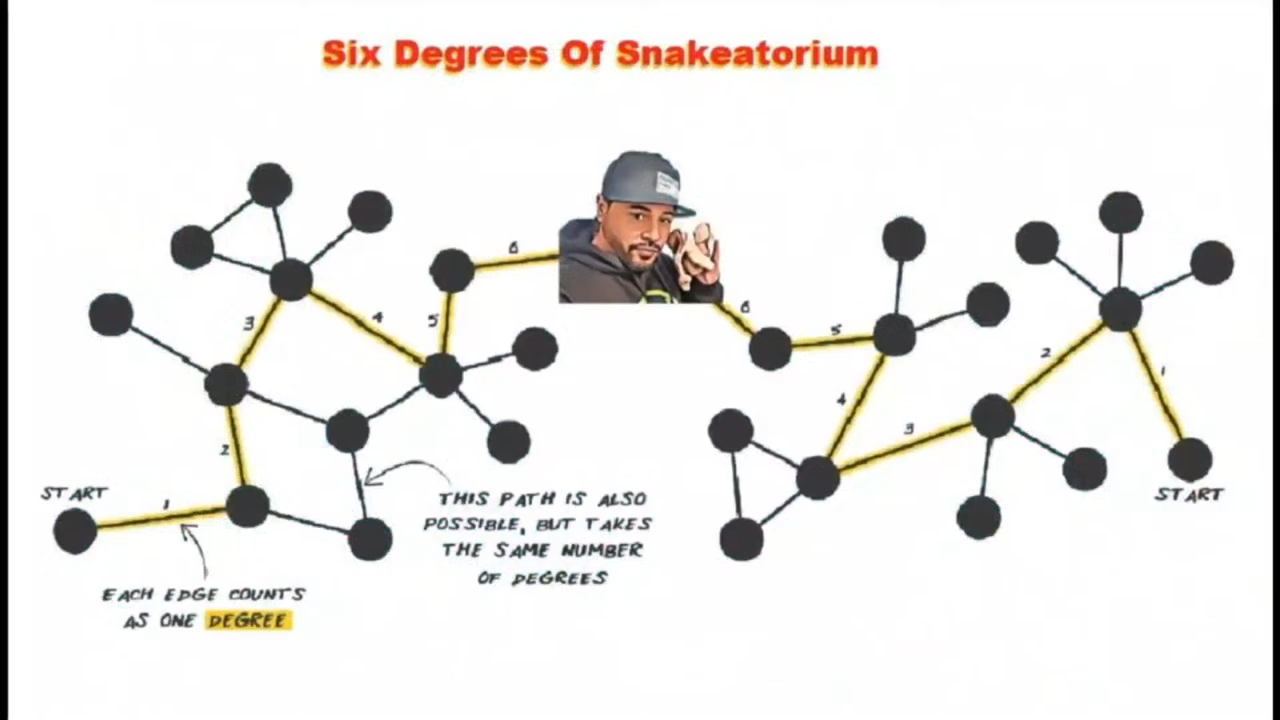 Six Degrees Of Snakeatorium
6
3
4
5
2
START
1
EACH EDGE COUNTS
AS ONE DEGREE
THIS PATH IS ALSO
POSSIBLE, BUT TAKES
THE SAME NUMBER
OF DEGREES
6
5
4
3
2
1
START